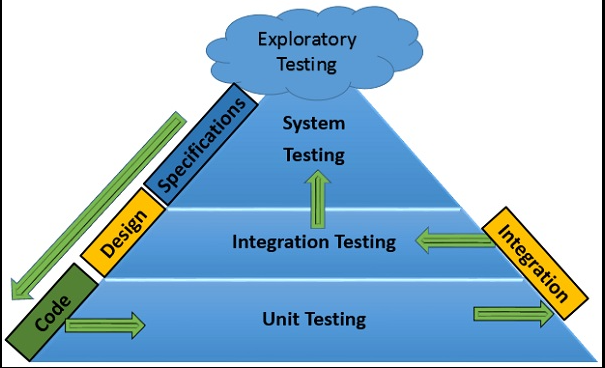 Exploratory
Testing
System
Testing
Specifications
Design
Integration Testing
Integration
Code
Unit Testing